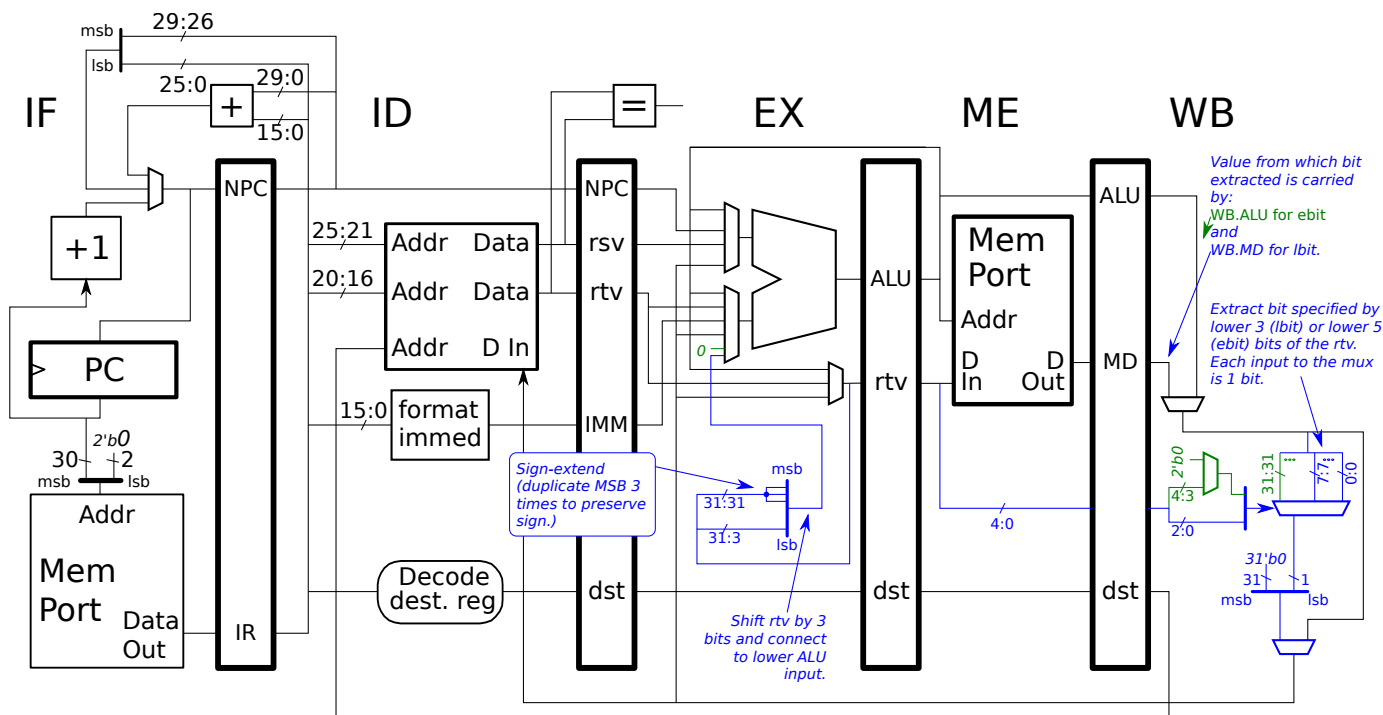 29:26
msb
lsb
25:0
29:0
15:0
+
=
IF
ID
EX
ME
WB
Value from which bit
extracted is carried
by:
WB.ALU for ebit
and
WB.MD for lbit.
NPC
NPC
ALU
+1
25:21
Addr
Data
rsv
20:16
Addr
Data
rtv
Addr
D In
ALU
Mem
Port
Addr
D
In
D
Out
MD
Extract bit specified by
lower 3 (lbit) or lower 5
(ebit) bits of the rtv.
Each input to the mux
is 1 bit.
0
PC
rtv
15:0
format
immed
IMM
2'b0
30
2
msb
lsb
Addr
Mem
Port
Data
Out
IR
Sign-extend
(duplicate MSB 3
times to preserve
sign.)
msb
31:31
31:3
lsb
4:0
2'b0
4:3
2:0
31:31
7:7
0:0
31'b0
31
1
msb
lsb
Decode
dest. reg
dst
dst
dst
Shift rtv by 3
bits and connect
to lower ALU
input.